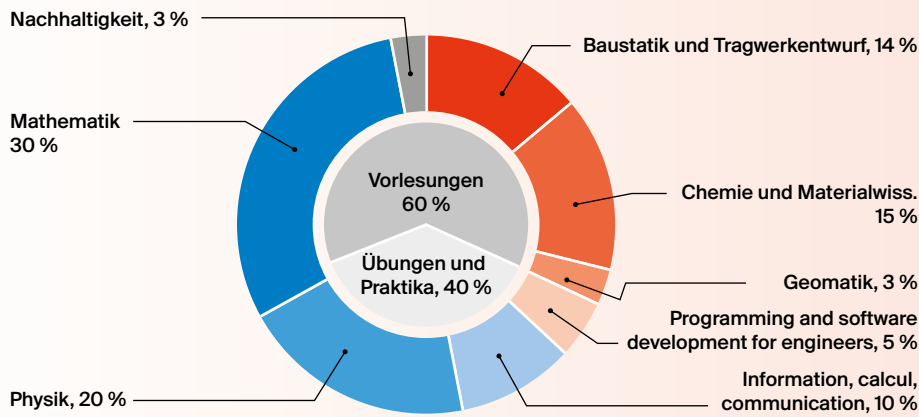 Nachhaltigkeit, 3 %
Baustatik und Tragwerkentwurf, 14 %
Mathematik
30 %
Vorlesungen
60 %
Chemie und Materialwiss.
15 %
Übungen und
Praktika, 40 %
Geomatik, 3 %
Programming and software
development for engineers, 5 %
Information, calcul,
communication, 10 %
Physik, 20 %